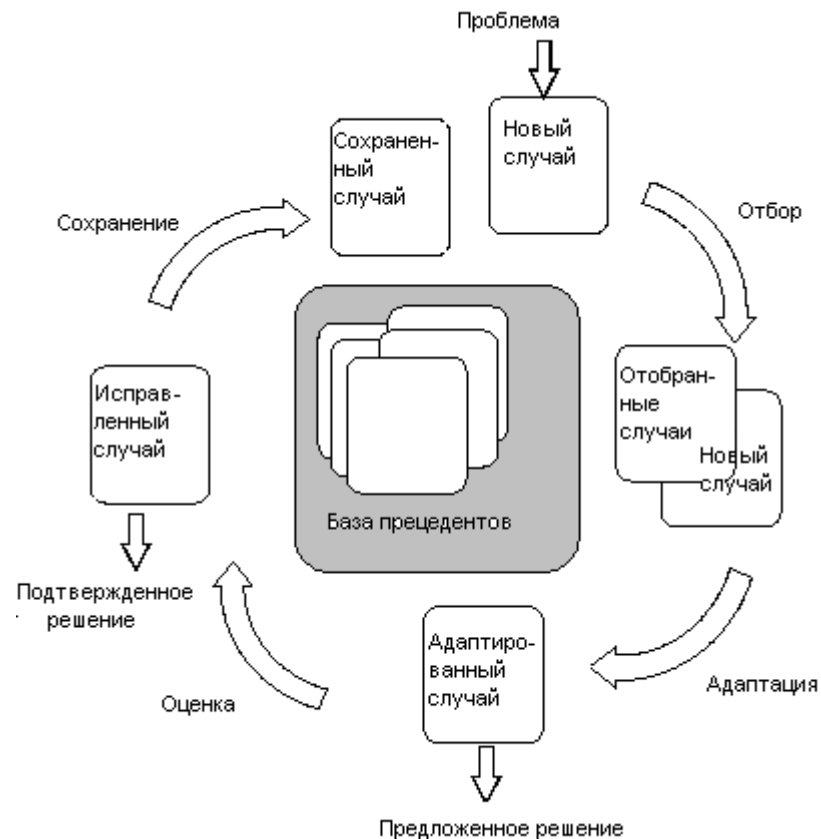 Проблема
Новый
случай
Отбор
Отобран-
ные
случаи
Новый
случай
Адаптация
Адаптиро-
ванный
случай
Предложенное решение
Оценка
Исправ-
ленный
случай
Подтвержденное
решение
Сохранение
Сохранен-
ный
случай
База прецедентов